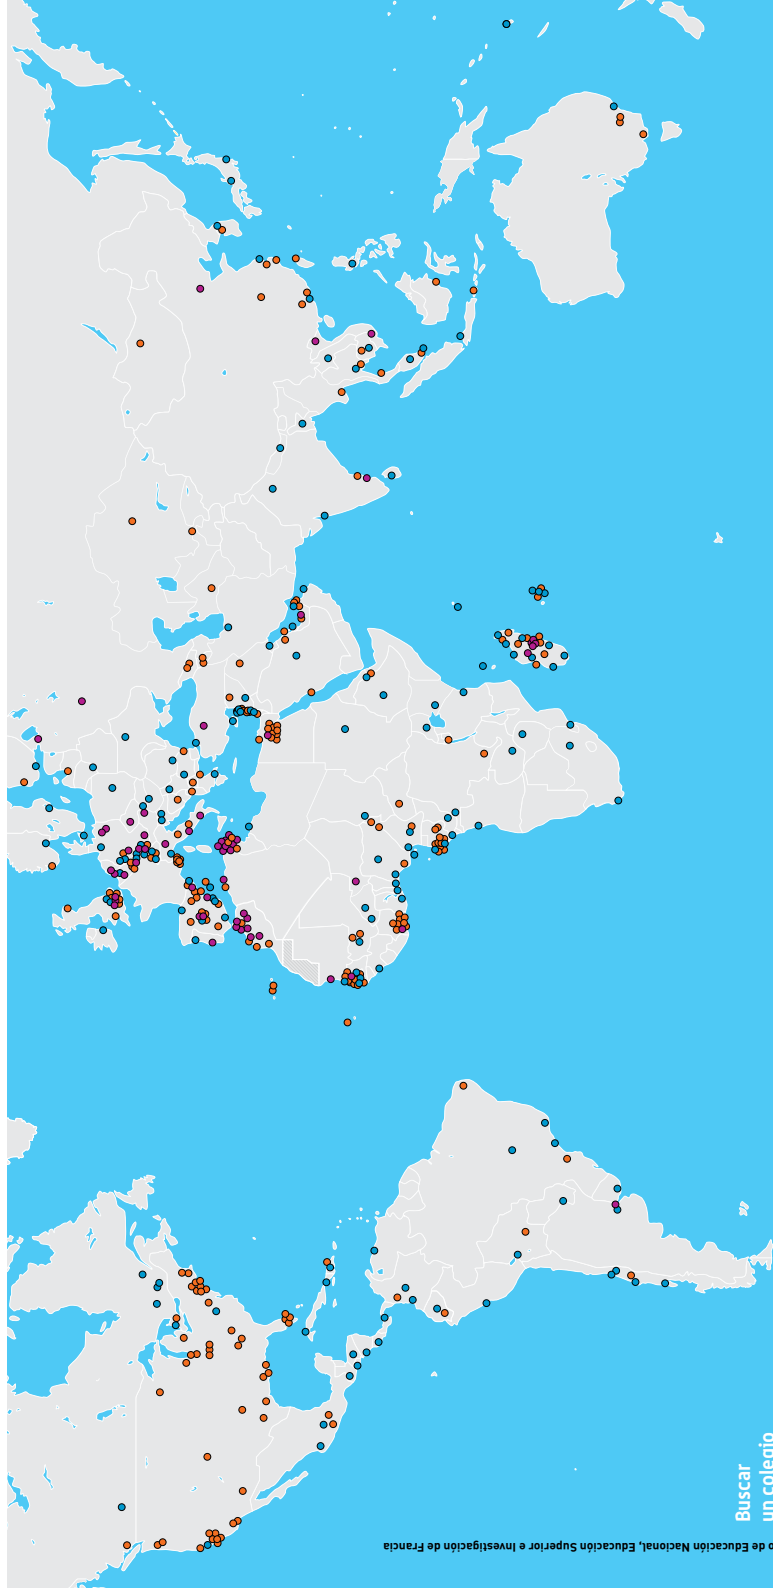 Buscar
un colegio
de Educación Nacional, Educación Superior e Investigación de Francia